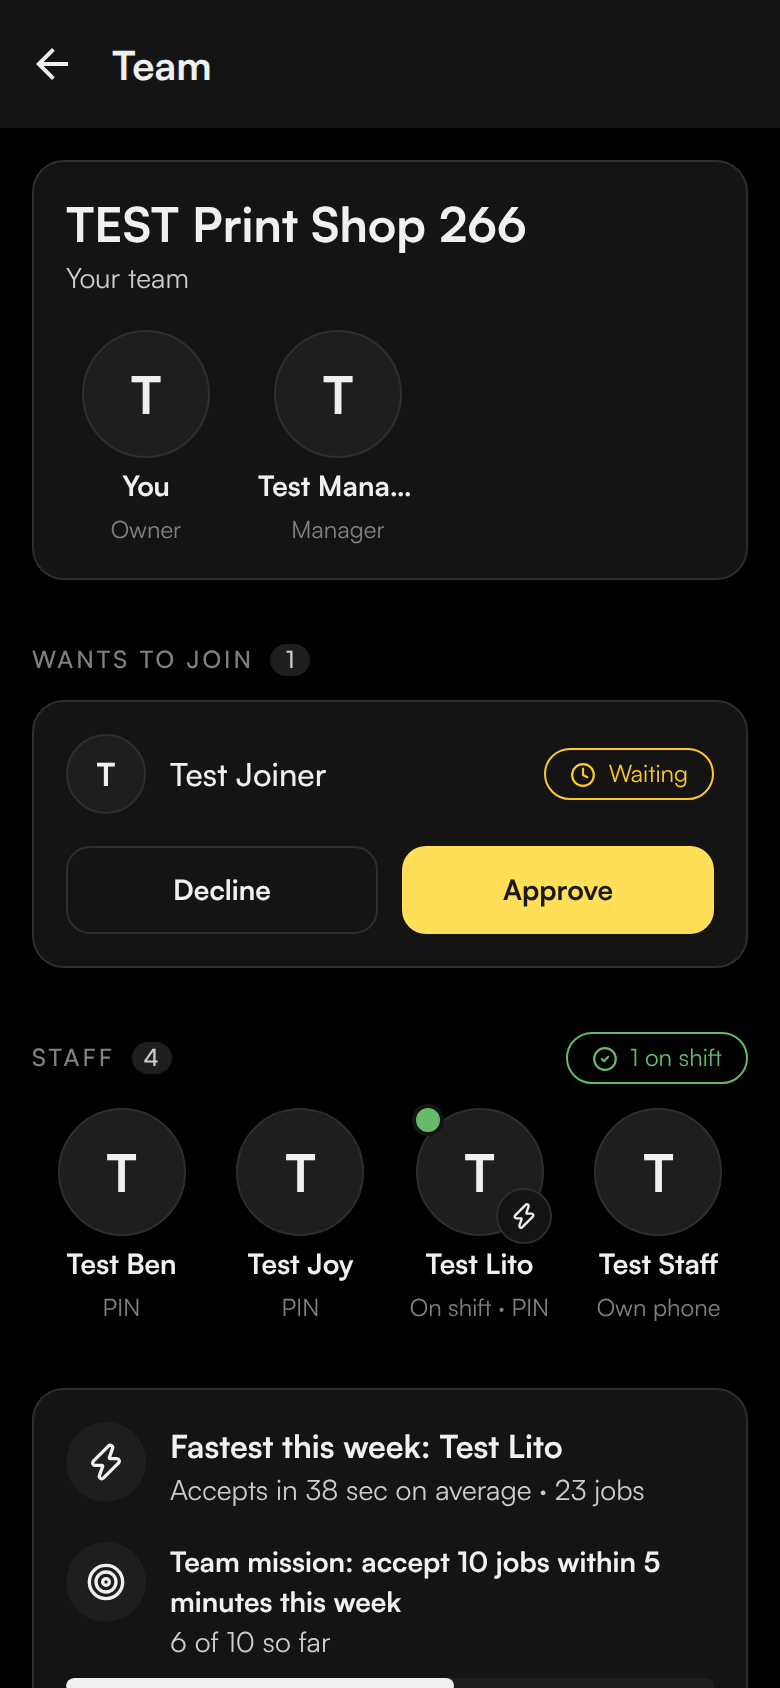 Team
TEST Print Shop 266
Your team
T
T
You
Test Mana...
Owner
Manager
WANTS TO JOIN 1
T
Test Joiner
Waiting
Decline
Approve
STAFF 4
1 on shift
T
T
T
T
Test Ben
Test Joy
Test Lito
Test Staff
PIN
PIN
On shift · PIN
Own phone
Fastest this week: Test Lito
Accepts in 38 sec on average · 23 jobs
Team mission: accept 10 jobs within 5
minutes this week
6 of 10 so far